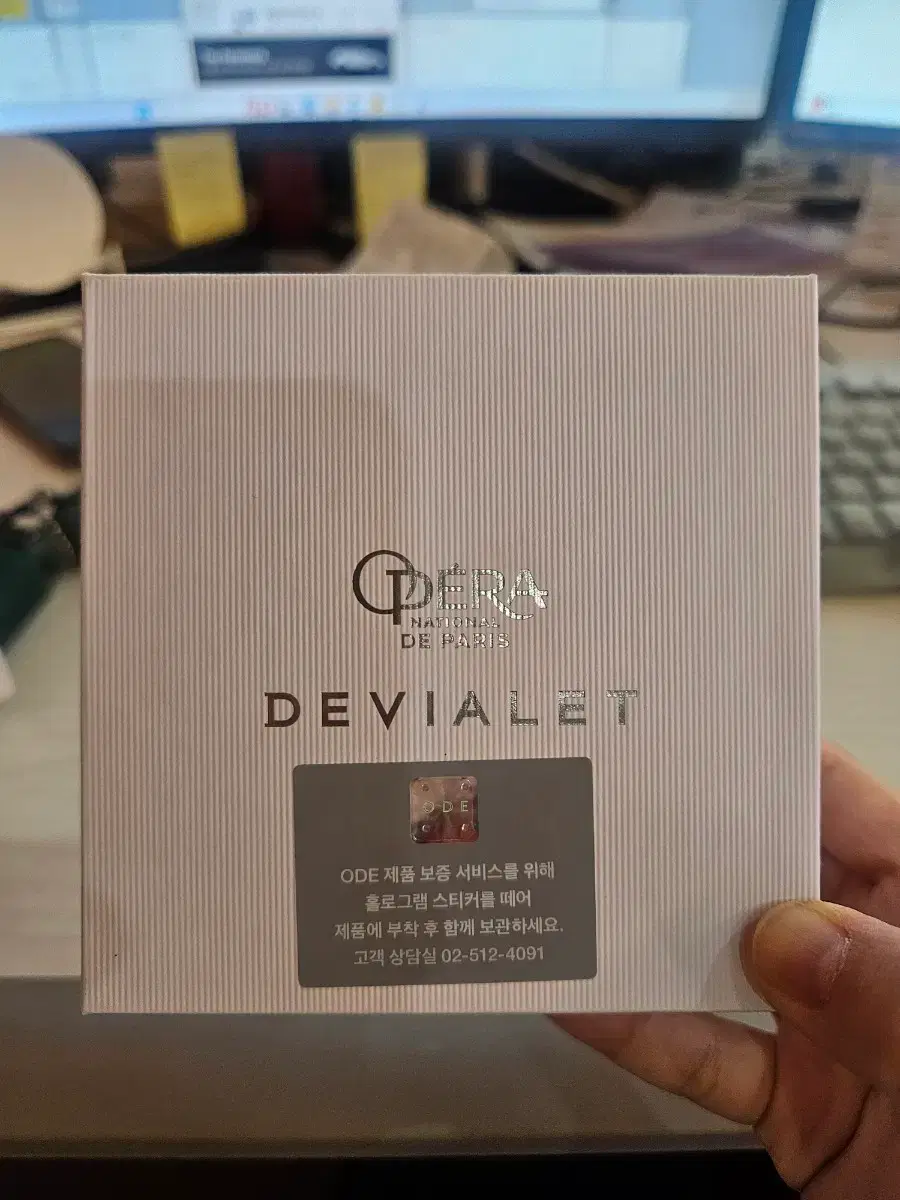 OPÉRA
NATIONAL
DE PARIS
DEVIALET
ODE
ODE 제품 보증 서비스를 위해
홀로그램 스티커를 떼어
제품에 부착 후 함께 보관하세요.
고객 상담실 02-512-4091